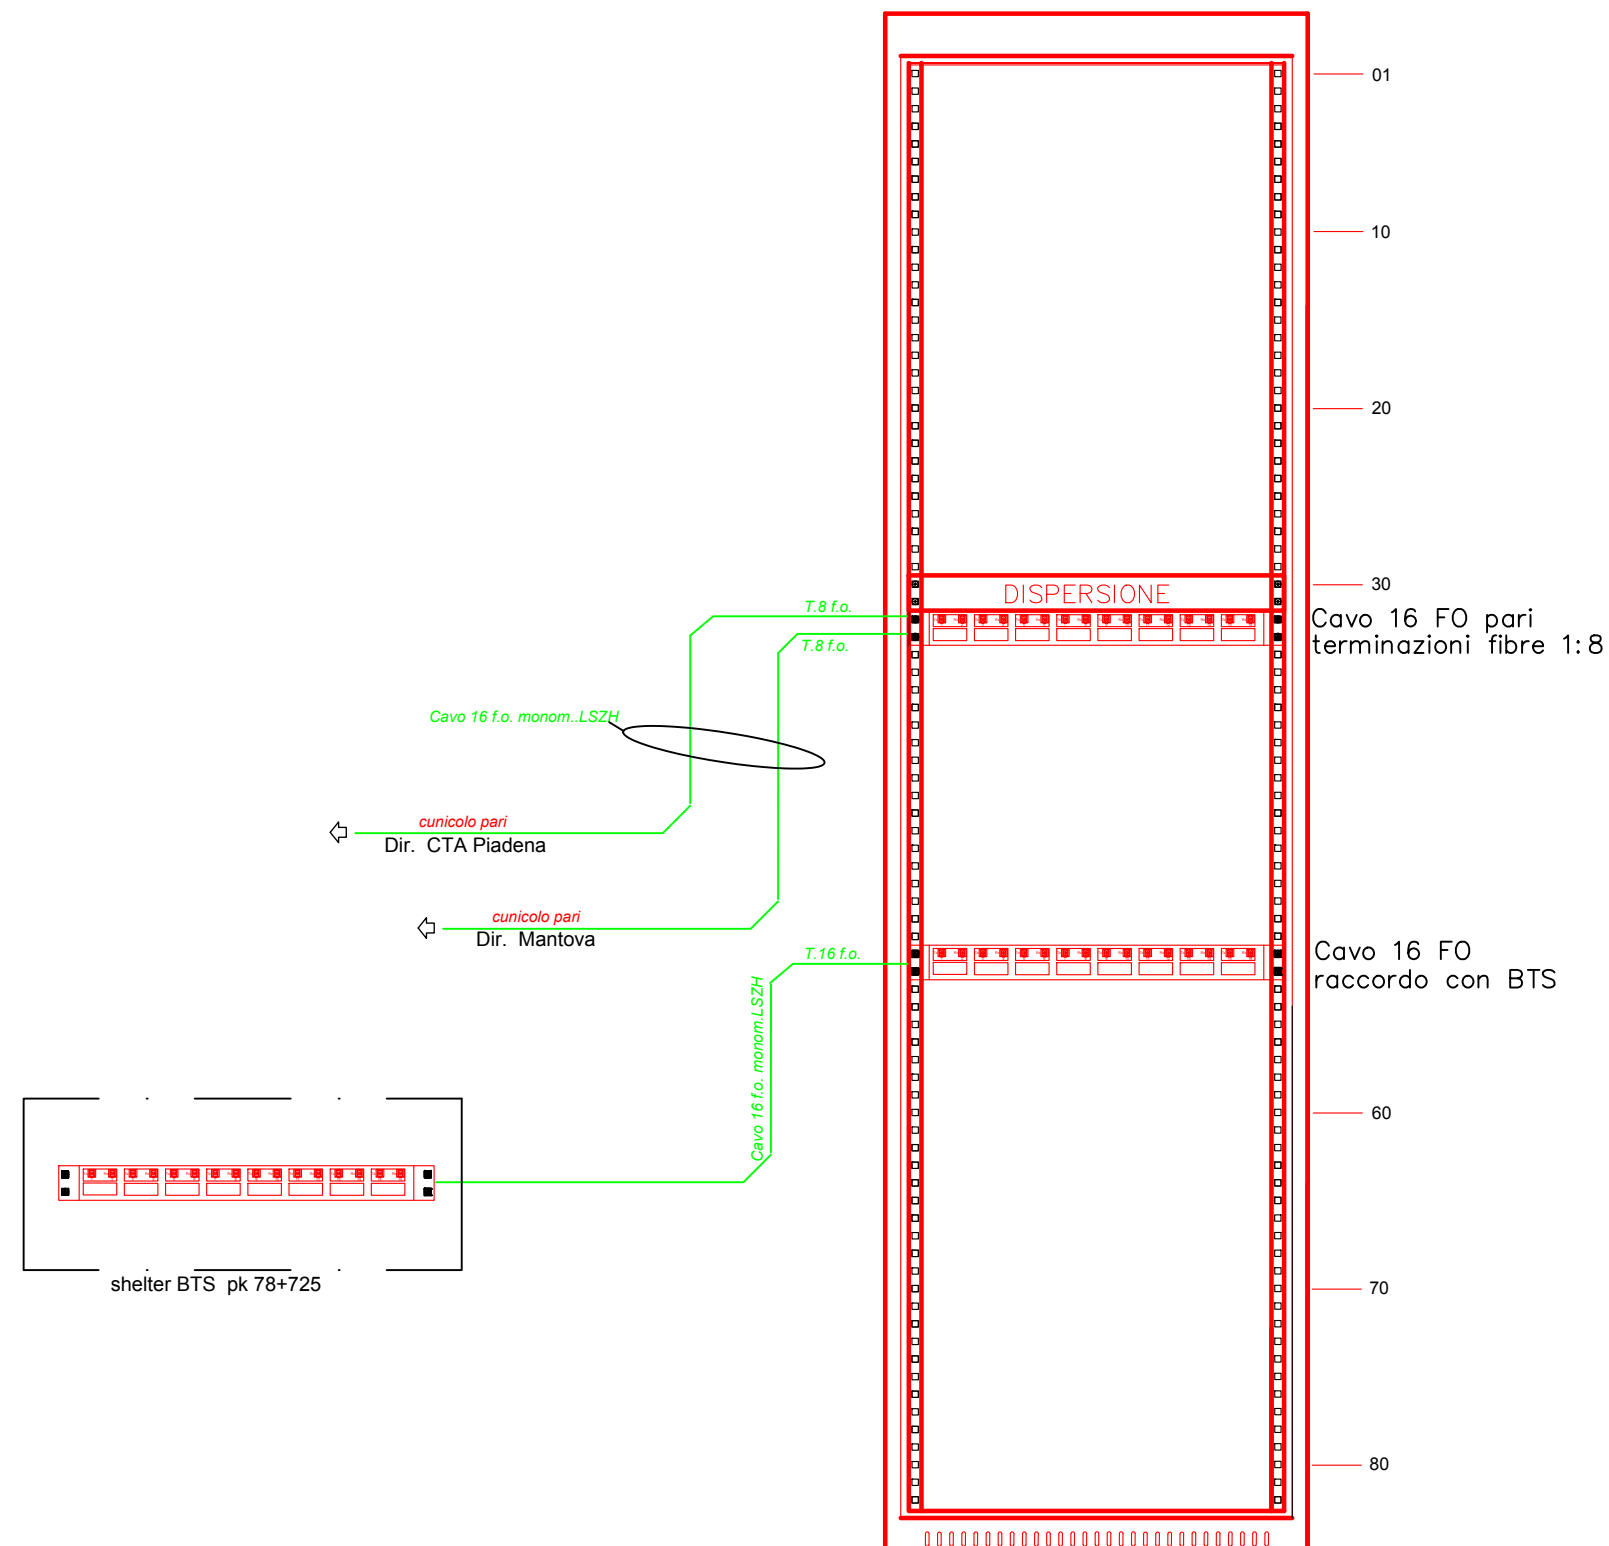 01
10
20
30
DISPERSIONE
T.8 f.o.
Cavo 16 FO pari
terminazioni fibre 1:8
T.8 f.o.
Cavo 16 f.o. monom..LSZH
cunicolo pari
Dir. CTA Piadena
cunicolo pari
Dir. Mantova
T.16 f.o.
Cavo 16 FO
raccordo con BTS
Cavo 16 f.o. monom.LSZH
60
shelter BTS pk 78+725
70
80